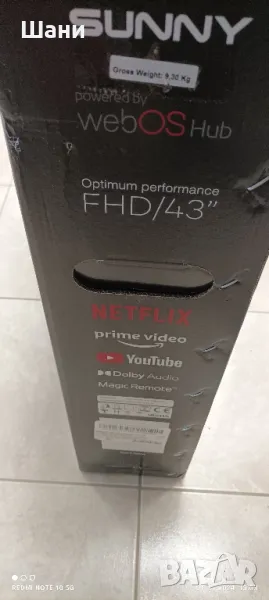 Шани
SUNNY
Gross Weight: 9,30 Kg
powered by
webOS Hub
Optimum performance
FHD/43"
NETFLIX
prime video
YouTube
Dolby Audio
Magic Remote
REDMI NOTE 10 5G
bazar